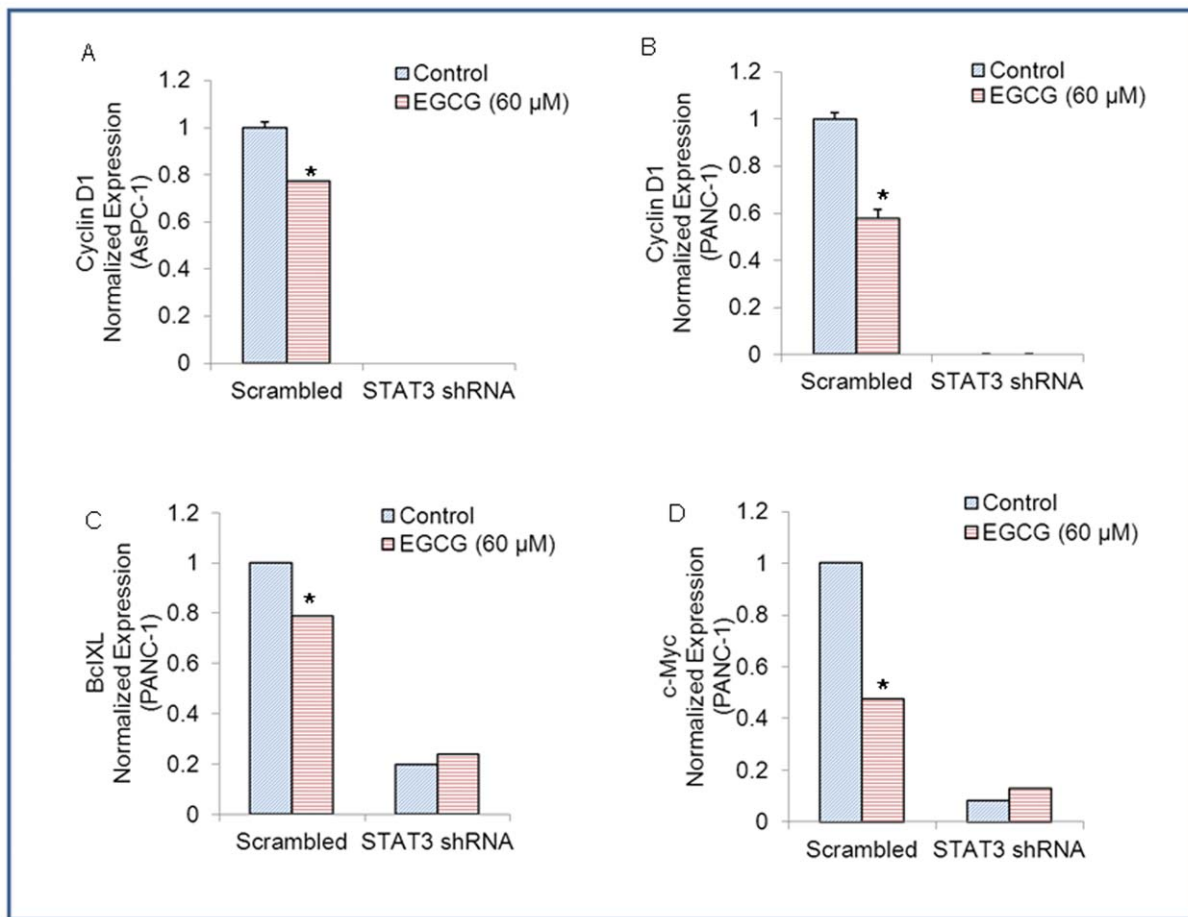 A
Control
EGCG (60 µM)
1.2
1
0.8
0.6
0.4
0.2
0
*
Cyclin D1
Normalized Expression
(AsPC-1)
Scrambled
STAT3 shRNA
B
Control
EGCG (60 µM)
1.2
1
0.8
0.6
0.4
0.2
0
*
Cyclin D1
Normalized Expression
(PANC-1)
Scrambled
STAT3 shRNA
C
Control
EGCG (60 µM)
1.2
1
0.8
0.6
0.4
0.2
0
*
BclXL
Normalized Expression
(PANC-1)
Scrambled
STAT3 shRNA
D
Control
EGCG (60 µM)
1.2
1
0.8
0.6
0.4
0.2
0
*
c-Myc
Normalized Expression
(PANC-1)
Scrambled
STAT3 shRNA